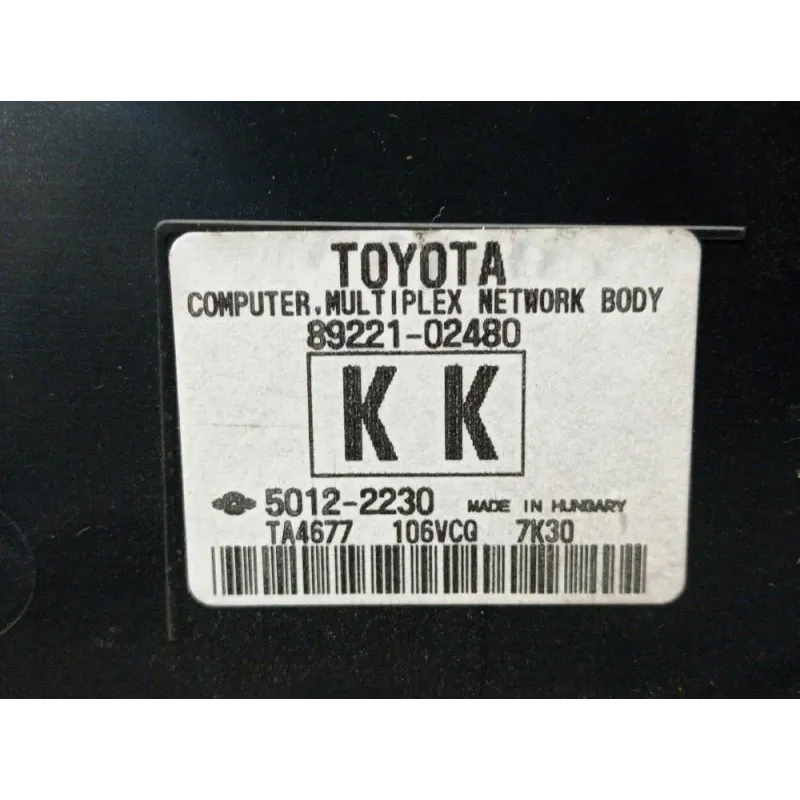 TOYOTA
COMPUTER,MULTIPLEX NETWORK BODY
89221-02480
K K
5012-2230 MADE IN HUNGARY
TA4677 106VCQ 7K30